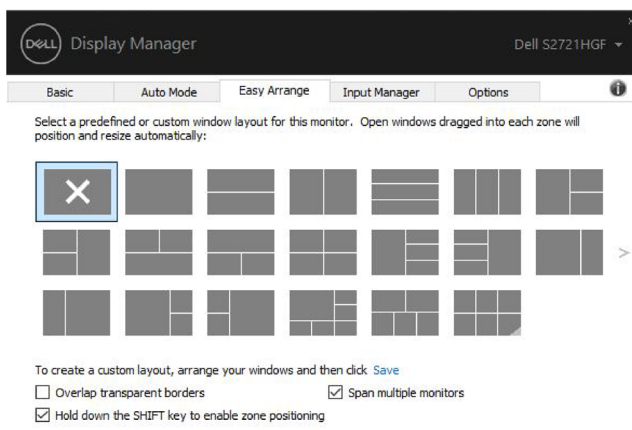 DELL Display Manager
Dell S2721HGF
Basic Auto Mode Easy Arrange Input Manager Options
Select a predefined or custom window layout for this monitor. Open windows dragged into each zone will
position and resize automatically:
To create a custom layout, arrange your windows and then click Save
Overlap transparent borders
Span multiple monitors
Hold down the SHIFT key to enable zone positioning